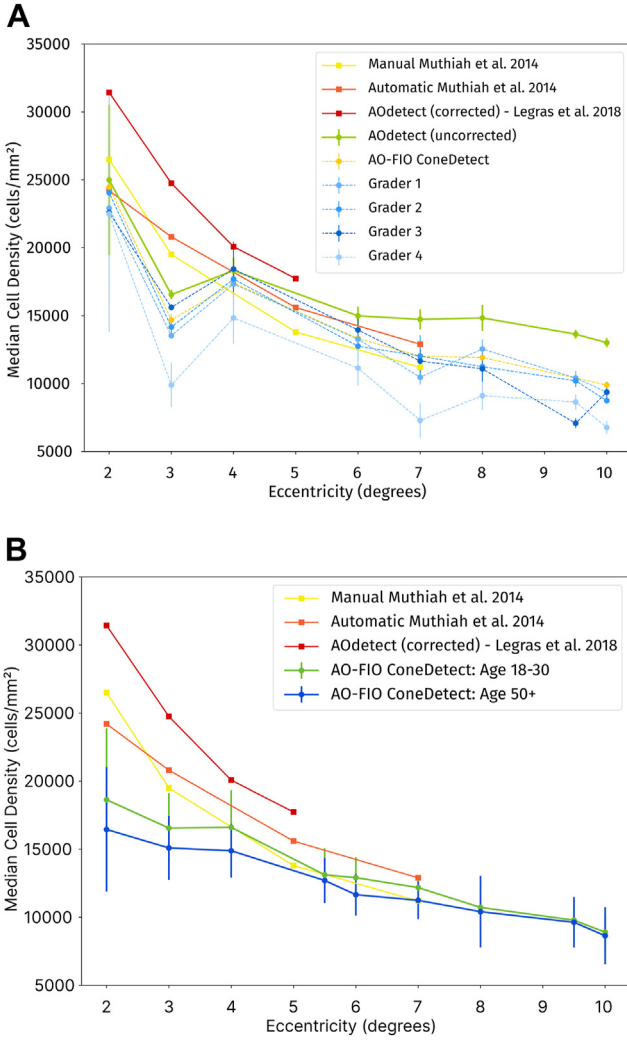 A
35000
30000
25000
20000
15000
10000
5000
Median Cell Density (cells/mm²)
Manual Muthiah et al. 2014
Automatic Muthiah et al. 2014
AOdetect (corrected) - Legras et al. 2018
AOdetect (uncorrected)
AO-FIO ConeDetect
Grader 1
Grader 2
Grader 3
Grader 4
2 3 4 5 6 7 8 9 10
Eccentricity (degrees)
B
35000
30000
25000
20000
15000
10000
5000
Median Cell Density (cells/mm²)
Manual Muthiah et al. 2014
Automatic Muthiah et al. 2014
AOdetect (corrected) - Legras et al. 2018
AO-FIO ConeDetect: Age 18-30
AO-FIO ConeDetect: Age 50+
2 3 4 5 6 7 8 9 10
Eccentricity (degrees)